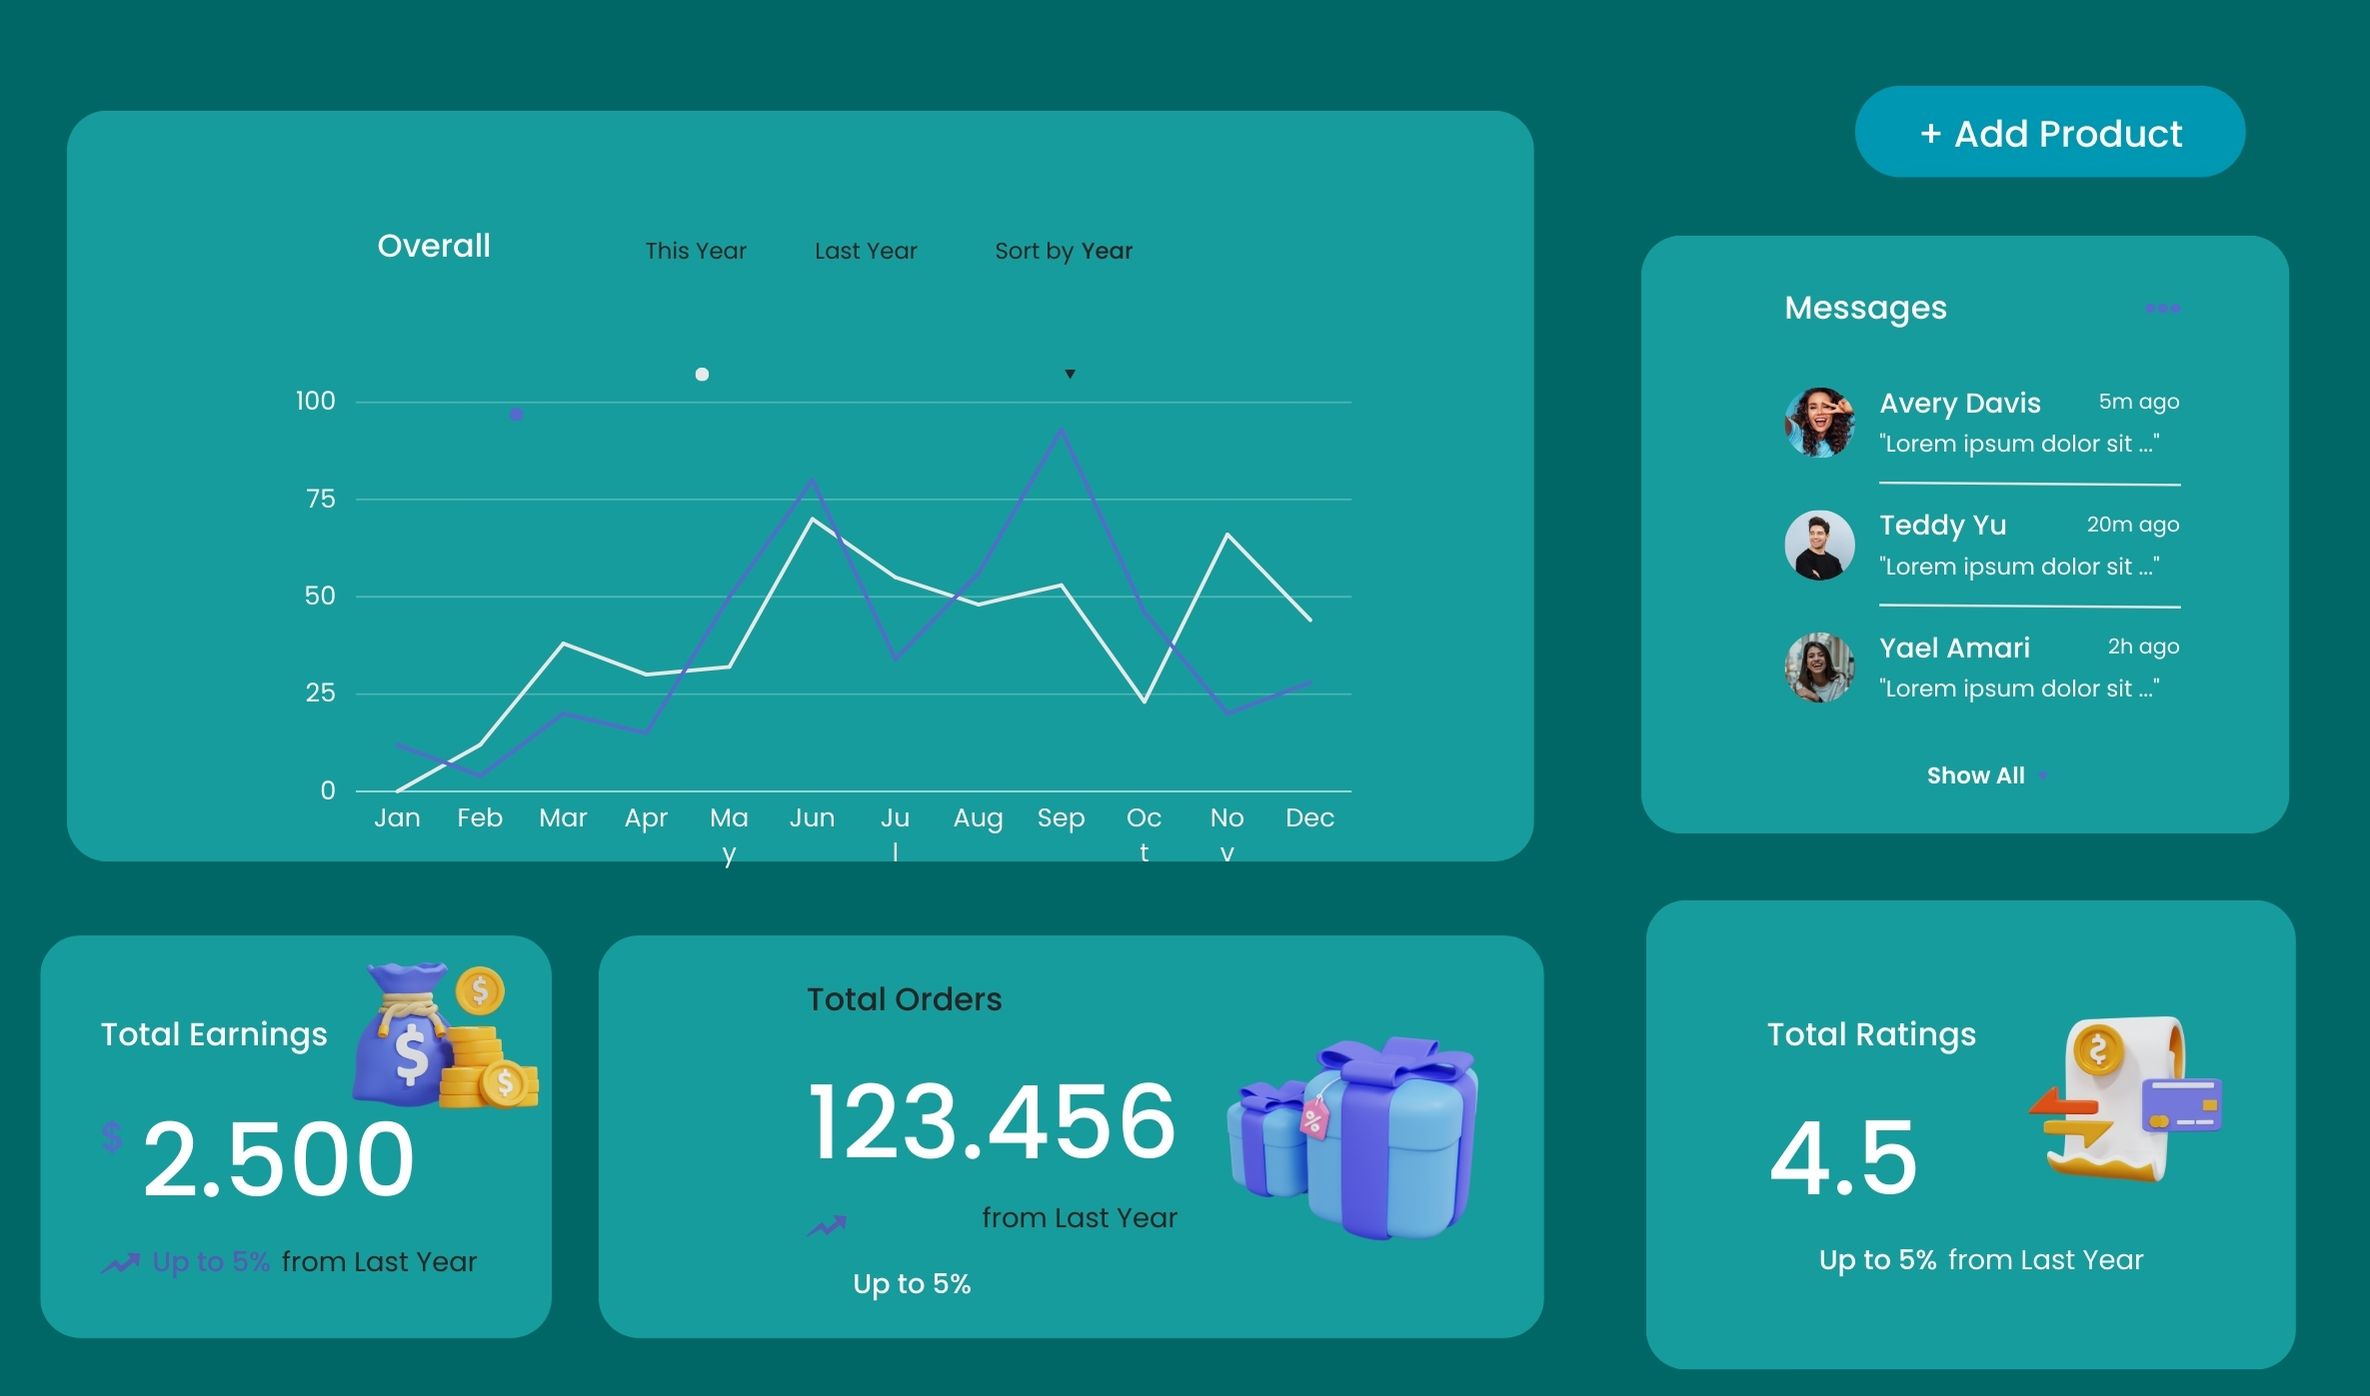 + Add Product
Overall
This Year
Last Year
Sort by Year
100
75
50
25
0
Jan Feb Mar Apr Ma Jun Ju Aug Sep Oc No Dec
y l t v
Messages
Avery Davis 5m ago
"Lorem ipsum dolor sit ..."
Teddy Yu 20m ago
"Lorem ipsum dolor sit ..."
Yael Amari 2h ago
"Lorem ipsum dolor sit ..."
Show All
Total Earnings
$ 2.500
Up to 5% from Last Year
Total Orders
123.456
from Last Year
Up to 5%
Total Ratings
4.5
Up to 5% from Last Year